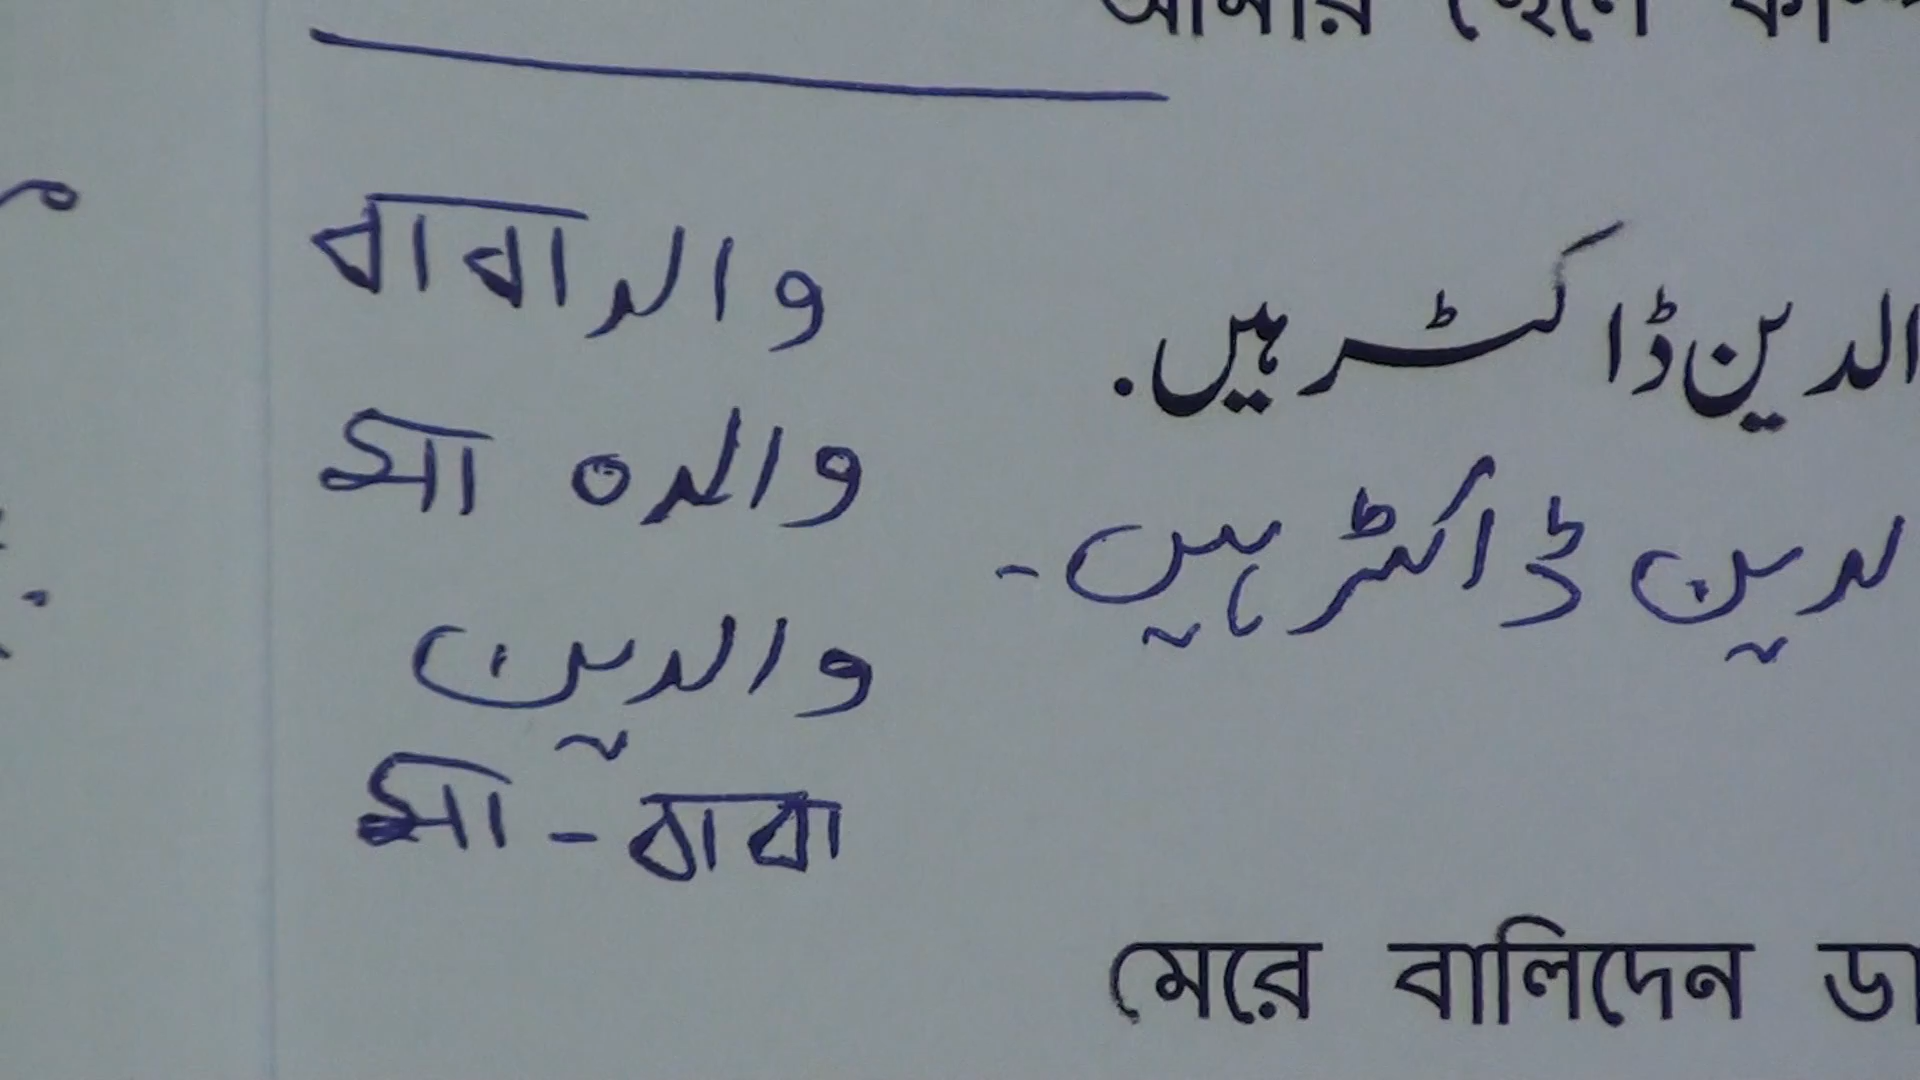 বাবা والد
মা والدہ
والدین
মা - বাবা
الدین ڈاکٹر ہیں.
لدین ڈاکٹر ہیں -
মেরে বালিদেন